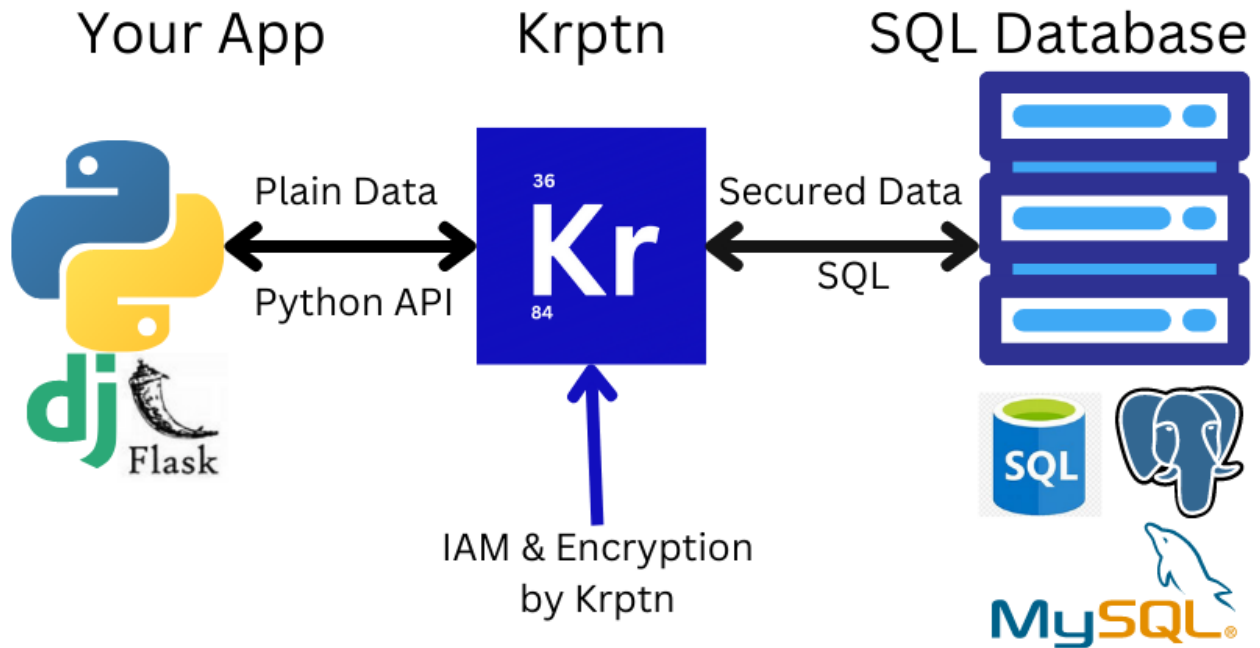 Your App
Krptn
SQL Database
Plain Data
Python API
36
Kr
84
Secured Data
SQL
dj
Flask
IAM & Encryption
by Krptn
SQL
MySQL®